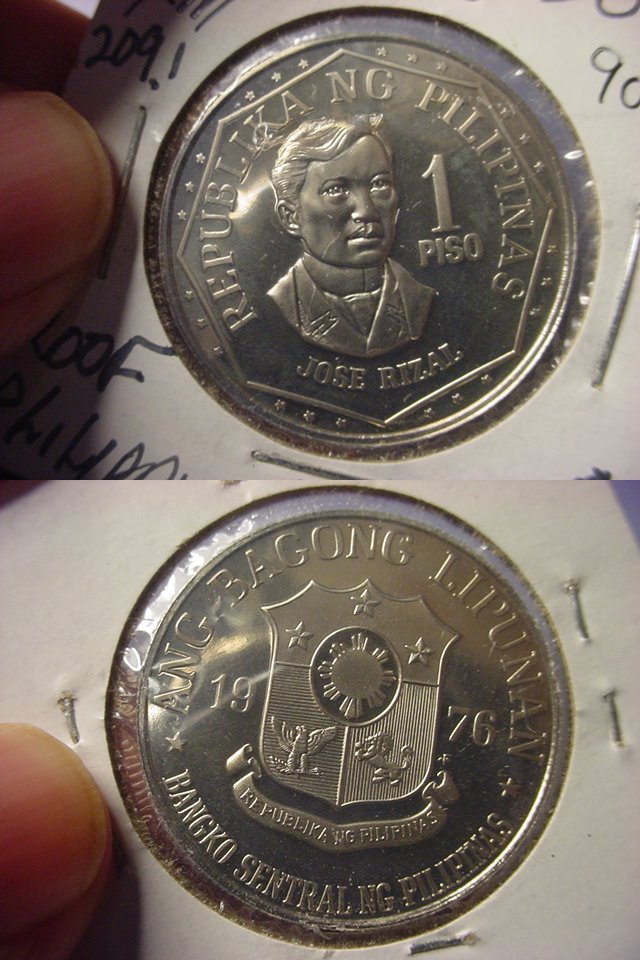 209.1
90
REPUBLIKA NG PILIPINAS
1
PISO
JOSE RIZAL
ANG BAGONG LIPUNAN
19 76
REPUBLIKA NG PILIPINAS
BANGKO SENTRAL NG PILIPINAS